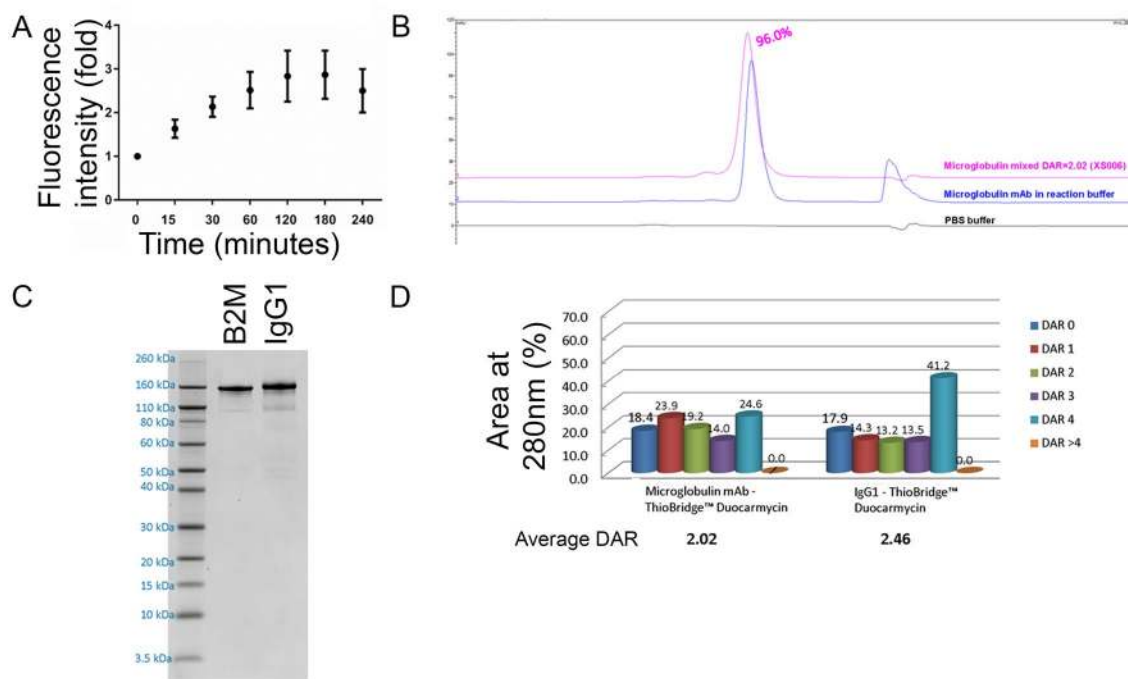 A
Fluorescence
intensity (fold)
4
3
2
1
0 15 30 60 120 180 240
Time (minutes)
B
96.0%
Microglobulin mixed DAR=2.02 (XS006)
Microglobulin mAb in reaction buffer
PBS buffer
C
B2M
IgG1
260 kDa
160 kDa
110 kDa
80 kDa
60 kDa
50 kDa
40 kDa
30 kDa
20 kDa
15 kDa
10 kDa
3.5 kDa
D
Area at
280nm (%)
70.0
60.0
50.0
40.0
30.0
20.0
10.0
0.0
18.4 23.9 19.2 14.0 24.6 0.0
17.9 14.3 13.2 13.5 41.2 0.0
DAR 0
DAR 1
DAR 2
DAR 3
DAR 4
DAR >4
Microglobulin mAb -
ThioBridge™ Duocarmycin
IgG1 - ThioBridge™
Duocarmycin
Average DAR 2.02 2.46